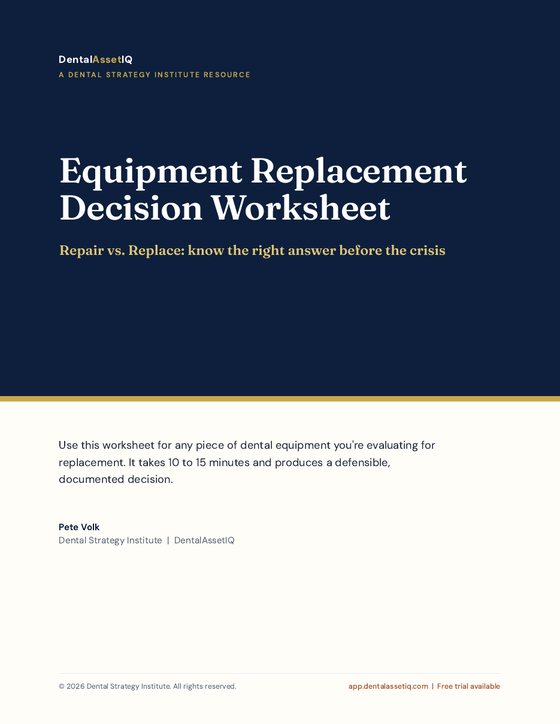 DentalAssetIQ
A DENTAL STRATEGY INSTITUTE RESOURCE
Equipment Replacement
Decision Worksheet
Repair vs. Replace: know the right answer before the crisis
Use this worksheet for any piece of dental equipment you're evaluating for
replacement. It takes 10 to 15 minutes and produces a defensible,
documented decision.
Pete Volk
Dental Strategy Institute | DentalAssetIQ
© 2026 Dental Strategy Institute. All rights reserved.
app.dentalassetiq.com | Free trial available